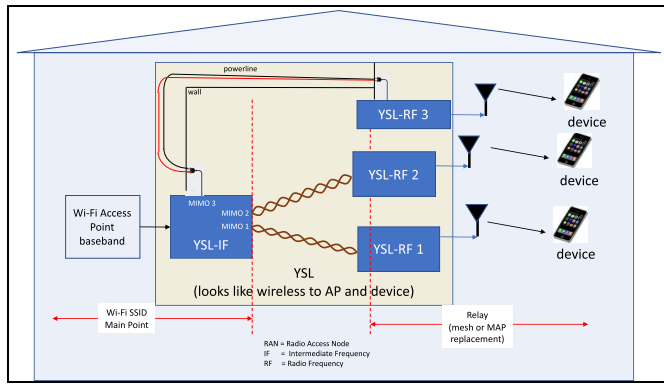 powerline
wall
YSL-RF 3
device
YSL-RF 2
device
MIMO 3
MIMO 2
MIMO 1
YSL-IF
Wi-Fi Access
Point
baseband
YSL-RF 1
device
YSL
(looks like wireless to AP and device)
Wi-Fi SSID
Main Point
Relay
(mesh or MAP
replacement)
RAN = Radio Access Node
IF = Intermediate Frequency
RF = Radio Frequency